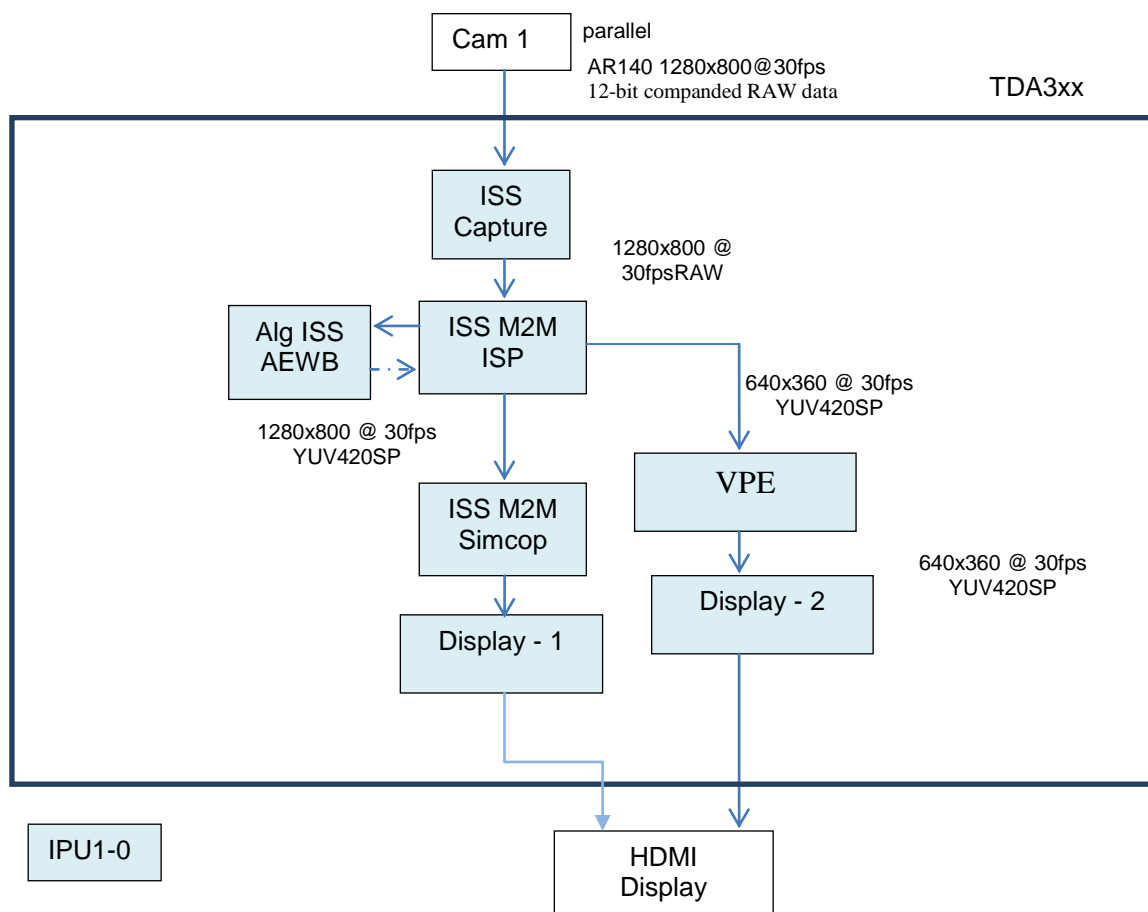 Cam 1
parallel
AR140 1280x800@30fps
12-bit companded RAW data
TDA3xx
ISS
Capture
1280x800 @
30fpsRAW
Alg ISS
AEWB
ISS M2M
ISP
640x360 @ 30fps
YUV420SP
1280x800 @ 30fps
YUV420SP
VPE
ISS M2M
Simcop
640x360 @ 30fps
YUV420SP
Display - 2
Display - 1
IPU1-0
HDMI
Display